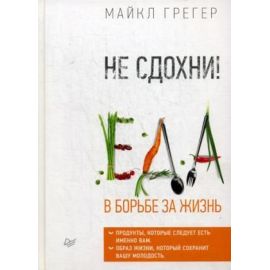 МАЙКЛ ГРЕГЕР
НЕ СДОХНИ!
ЕДА
В БОРЬБЕ ЗА ЖИЗНЬ
ПРОДУКТЫ, КОТОРЫЕ СЛЕДУЕТ ЕСТЬ
ИМЕННО ВАМ.
ОБРАЗ ЖИЗНИ, КОТОРЫЙ СОХРАНИТ
ВАШУ МОЛОДОСТЬ.